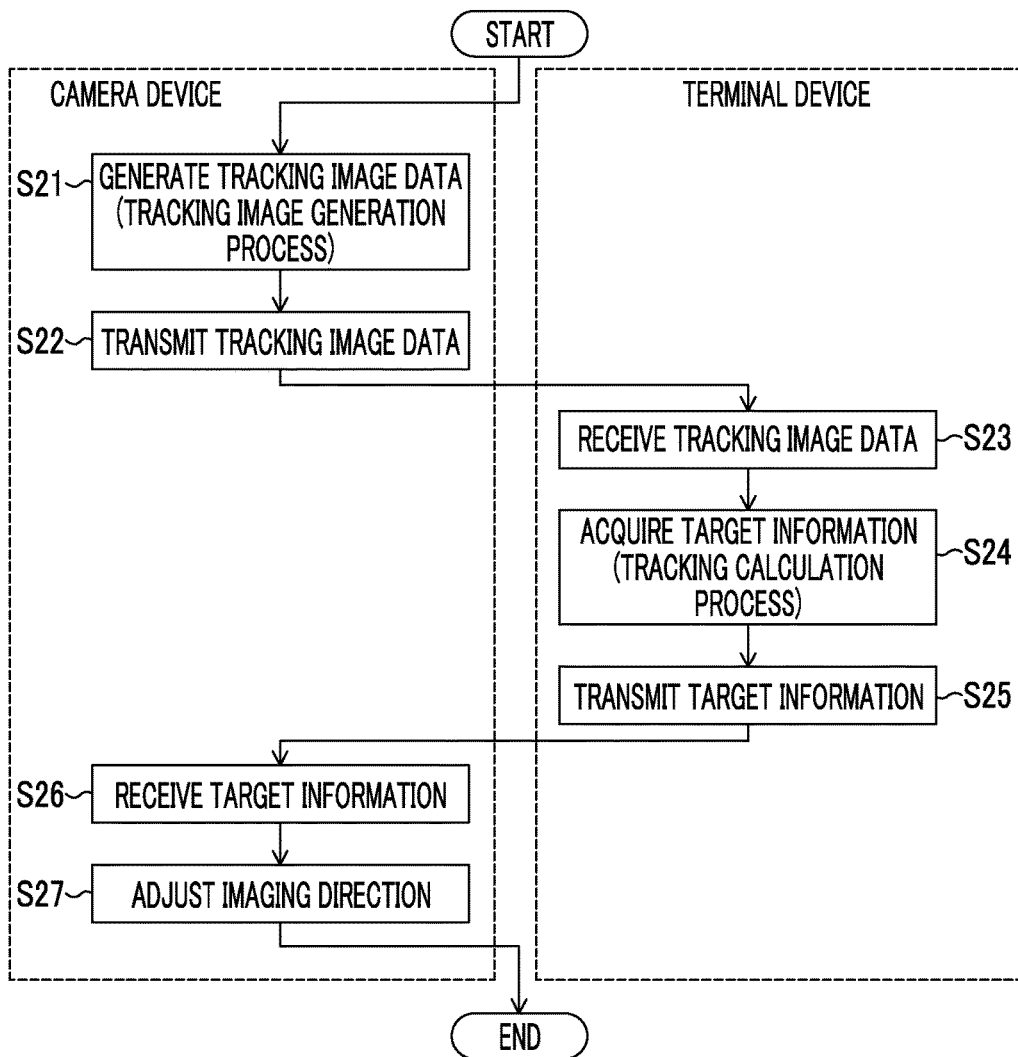 START
CAMERA DEVICE
TERMINAL DEVICE
S21
GENERATE TRACKING IMAGE DATA
(TRACKING IMAGE GENERATION
PROCESS)
S22
TRANSMIT TRACKING IMAGE DATA
RECEIVE TRACKING IMAGE DATA
S23
ACQUIRE TARGET INFORMATION
(TRACKING CALCULATION
PROCESS)
S24
TRANSMIT TARGET INFORMATION
S25
S26
RECEIVE TARGET INFORMATION
S27
ADJUST IMAGING DIRECTION
END